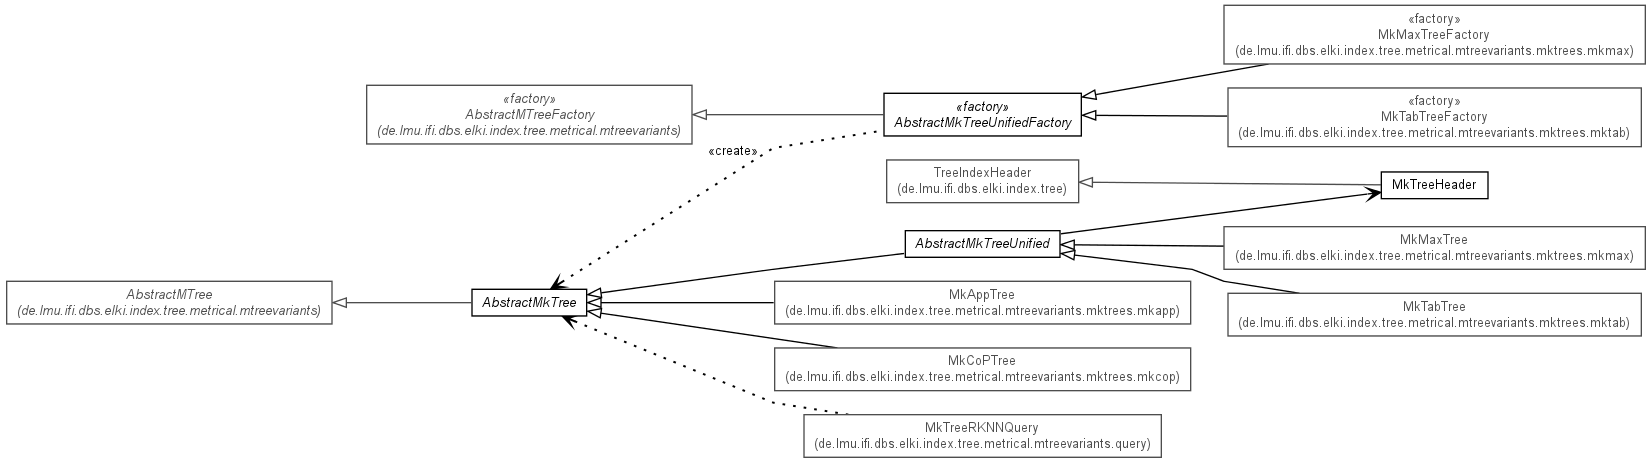 «factory»
MkMaxTreeFactory
(de.lmu.ifi.dbs.elki.index.tree.metrical.mtreevariants.mktrees.mkmax)
«factory»
AbstractMTreeFactory
(de.lmu.ifi.dbs.elki.index.tree.metrical.mtreevariants)
«factory»
AbstractMkTreeUnifiedFactory
«factory»
MkTabTreeFactory
(de.lmu.ifi.dbs.elki.index.tree.metrical.mtreevariants.mktrees.mktab)
«create»
TreeIndexHeader
(de.lmu.ifi.dbs.elki.index.tree)
MkTreeHeader
AbstractMkTreeUnified
MkMaxTree
(de.lmu.ifi.dbs.elki.index.tree.metrical.mtreevariants.mktrees.mkmax)
AbstractMTree
(de.lmu.ifi.dbs.elki.index.tree.metrical.mtreevariants)
AbstractMkTree
MkAppTree
(de.lmu.ifi.dbs.elki.index.tree.metrical.mtreevariants.mktrees.mkapp)
MkTabTree
(de.lmu.ifi.dbs.elki.index.tree.metrical.mtreevariants.mktrees.mktab)
MkCoPTree
(de.lmu.ifi.dbs.elki.index.tree.metrical.mtreevariants.mktrees.mkcop)
MkTreeRKNNQuery
(de.lmu.ifi.dbs.elki.index.tree.metrical.mtreevariants.query)